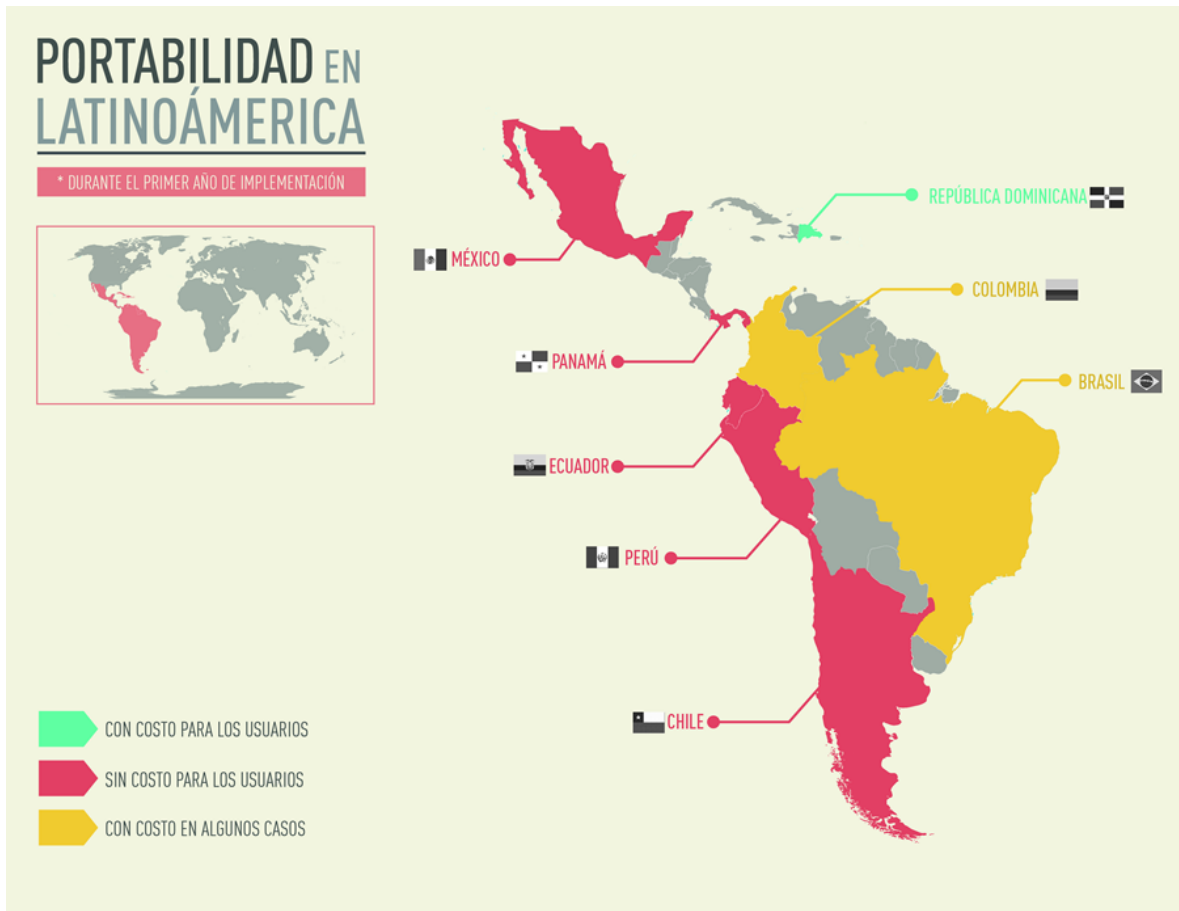 PORTABILIDAD EN
LATINOÁMERICA
* DURANTE EL PRIMER AÑO DE IMPLEMENTACIÓN
REPÚBLICA DOMINICANA
MÉXICO
COLOMBIA
PANAMÁ
BRASIL
ECUADOR
PERÚ
CHILE
CON COSTO PARA LOS USUARIOS
SIN COSTO PARA LOS USUARIOS
CON COSTO EN ALGUNOS CASOS